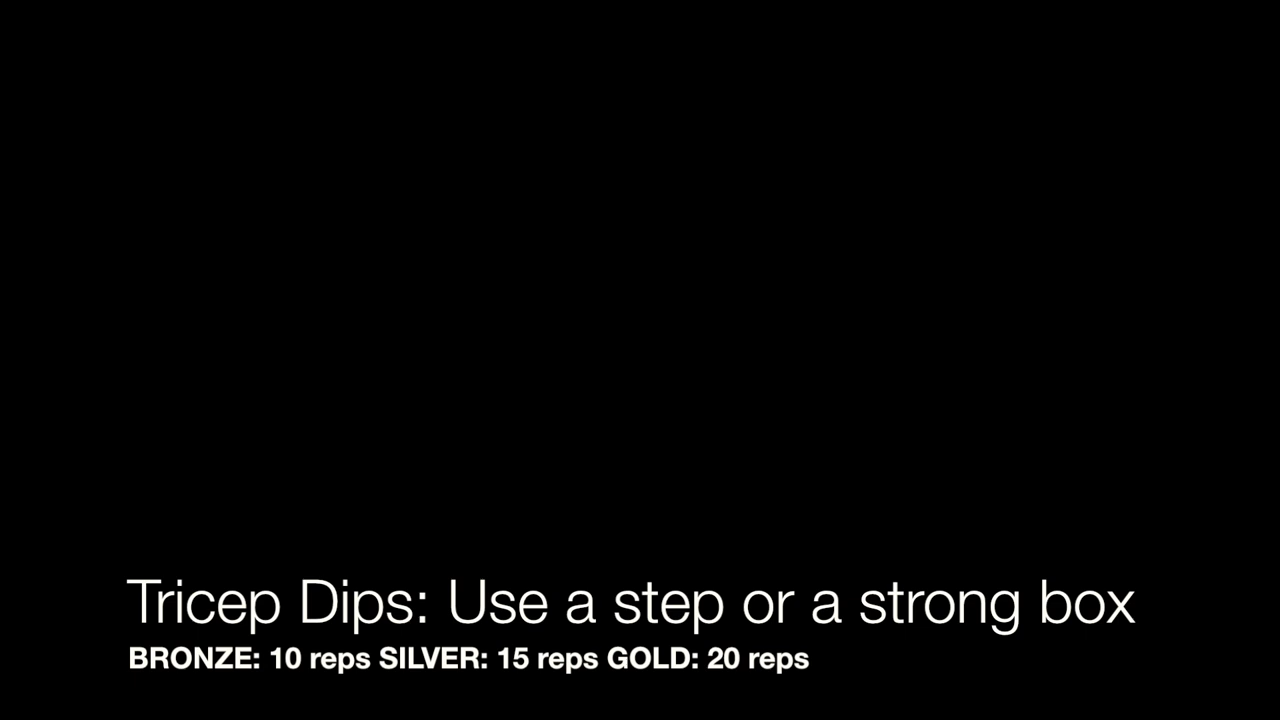 Tricep Dips: Use a step or a strong box
BRONZE: 10 reps SILVER: 15 reps GOLD: 20 reps